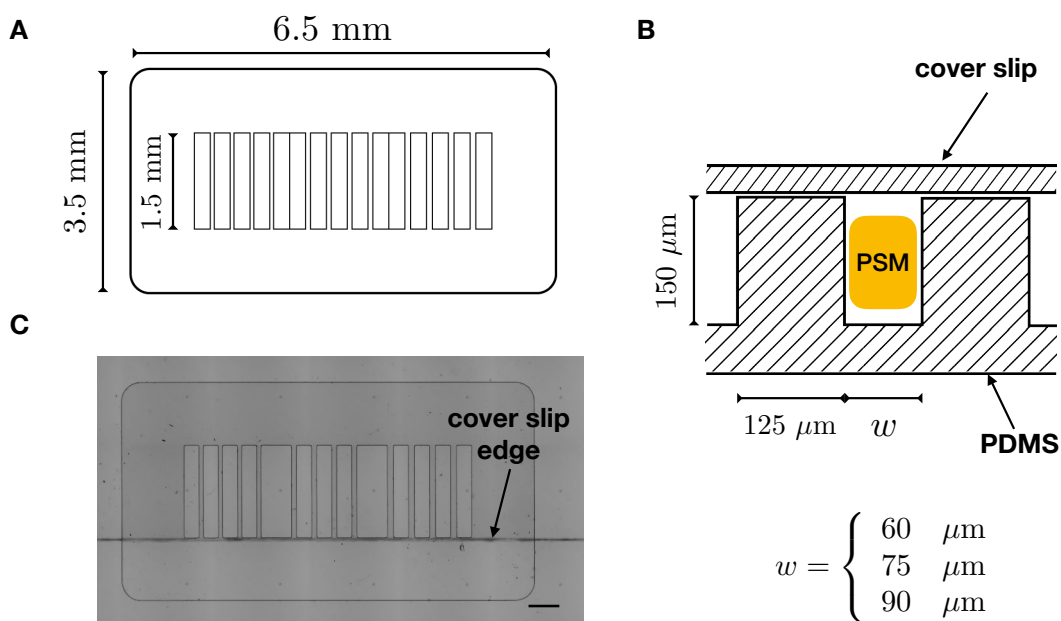 A
6.5 mm
3.5 mm
1.5 mm
B
cover slip
PSM
150 μm
125 μm
w
PDMS
w = { 60 μm
75 μm
90 μm
C
cover slip
edge